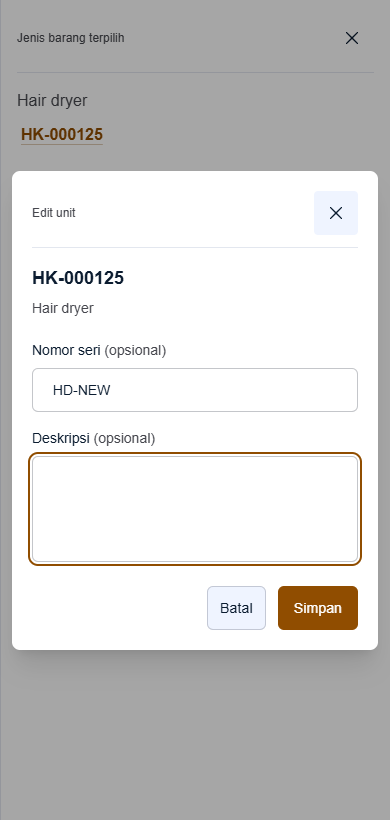 Jenis barang terpilih
Hair dryer
HK-000125
Edit unit
HK-000125
Hair dryer
Nomor seri (opsional)
HD-NEW
Deskripsi (opsional)
Batal
Simpan